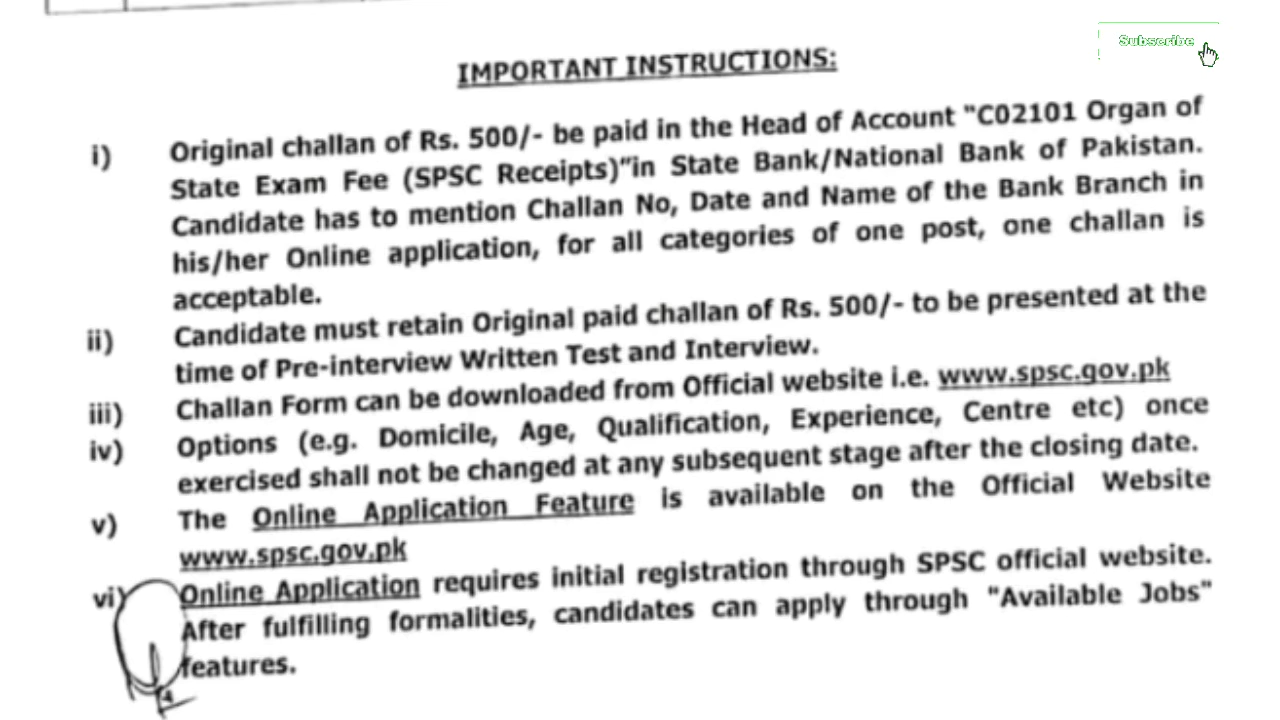 Subscribe
IMPORTANT INSTRUCTIONS:
i) Original challan of Rs. 500/- be paid in the Head of Account "C02101 Organ of
State Exam Fee (SPSC Receipts)"in State Bank/National Bank of Pakistan.
Candidate has to mention Challan No, Date and Name of the Bank Branch in
his/her Online application, for all categories of one post, one challan is
acceptable.
ii) Candidate must retain Original paid challan of Rs. 500/- to be presented at the
time of Pre-interview Written Test and Interview.
iii) Challan Form can be downloaded from Official website i.e. www.spsc.gov.pk
iv) Options (e.g. Domicile, Age, Qualification, Experience, Centre etc) once
exercised shall not be changed at any subsequent stage after the closing date.
v) The Online Application Feature is available on the Official Website
www.spsc.gov.pk
vi) Online Application requires initial registration through SPSC official website.
After fulfilling formalities, candidates can apply through "Available Jobs"
features.